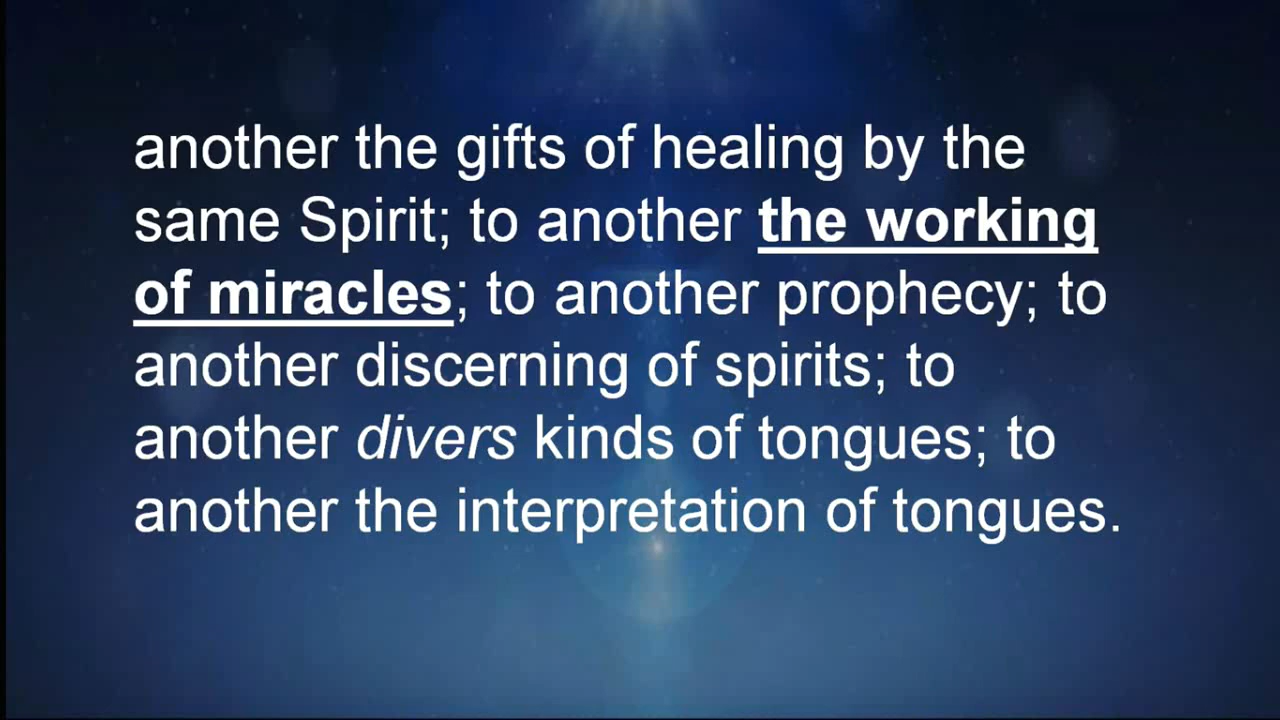 another the gifts of healing by the
same Spirit; to another the working
of miracles; to another prophecy; to
another discerning of spirits; to
another divers kinds of tongues; to
another the interpretation of tongues.